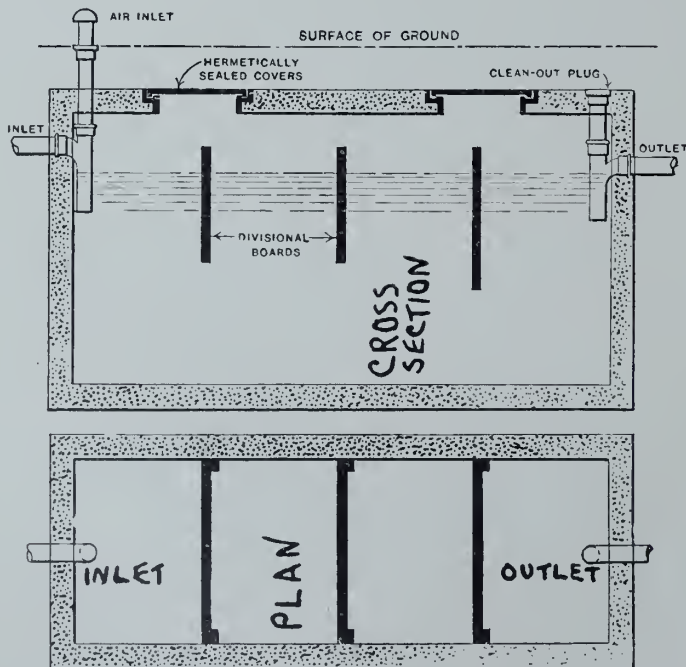 AIR INLET
SURFACE OF GROUND
HERMETICALLY
SEALED COVERS
CLEAN-OUT PLUG
INLET
OUTLET
DIVISIONAL
BOARDS
CROSS
SECTION
INLET
PLAN
OUTLET